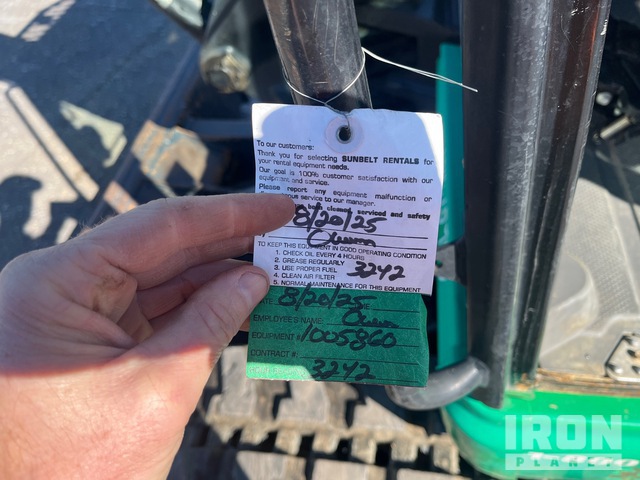 To our customers:
Thank you for selecting SUNBELT RENTALS for
your rental equipment needs.
Our goal is 100% customer satisfaction with our
equipment and service.
Please report any equipment malfunction or
service to our manager.
been cleaned, serviced and safety
8/20/25
TO KEEP THIS EQUIPMENT IN GOOD OPERATING CONDITION
1. CHECK OIL EVERY 4 HOURS
2. GREASE REGULARLY
3. USE PROPER FUEL 3242
4. CLEAN AIR FILTER
5. NORMAL MAINTENANCE FOR THIS EQUIPMENT
8/20/25
EMPLOYEE'S NAME:
EQUIPMENT # 1005860
CONTRACT #:
3242
IRON
PLANET